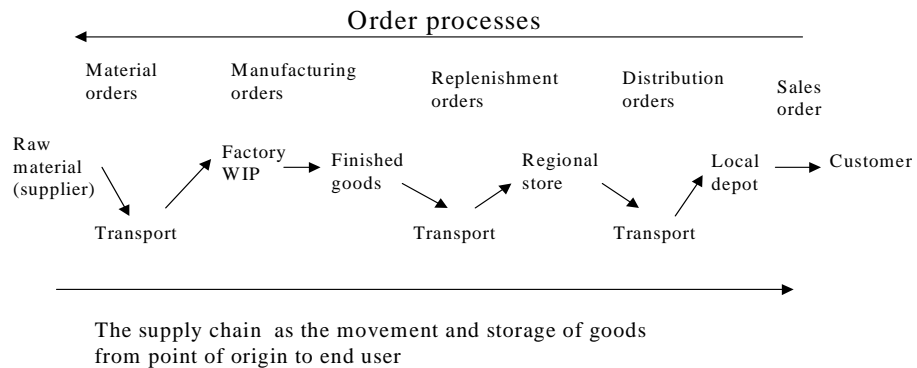 Order processes
Material
orders
Manufacturing
orders
Replenishment
orders
Distribution
orders
Sales
order
Raw
material
(supplier)
Factory
WIP
Finished
goods
Regional
store
Local
depot
Customer
Transport
Transport
Transport
The supply chain as the movement and storage of goods
from point of origin to end user